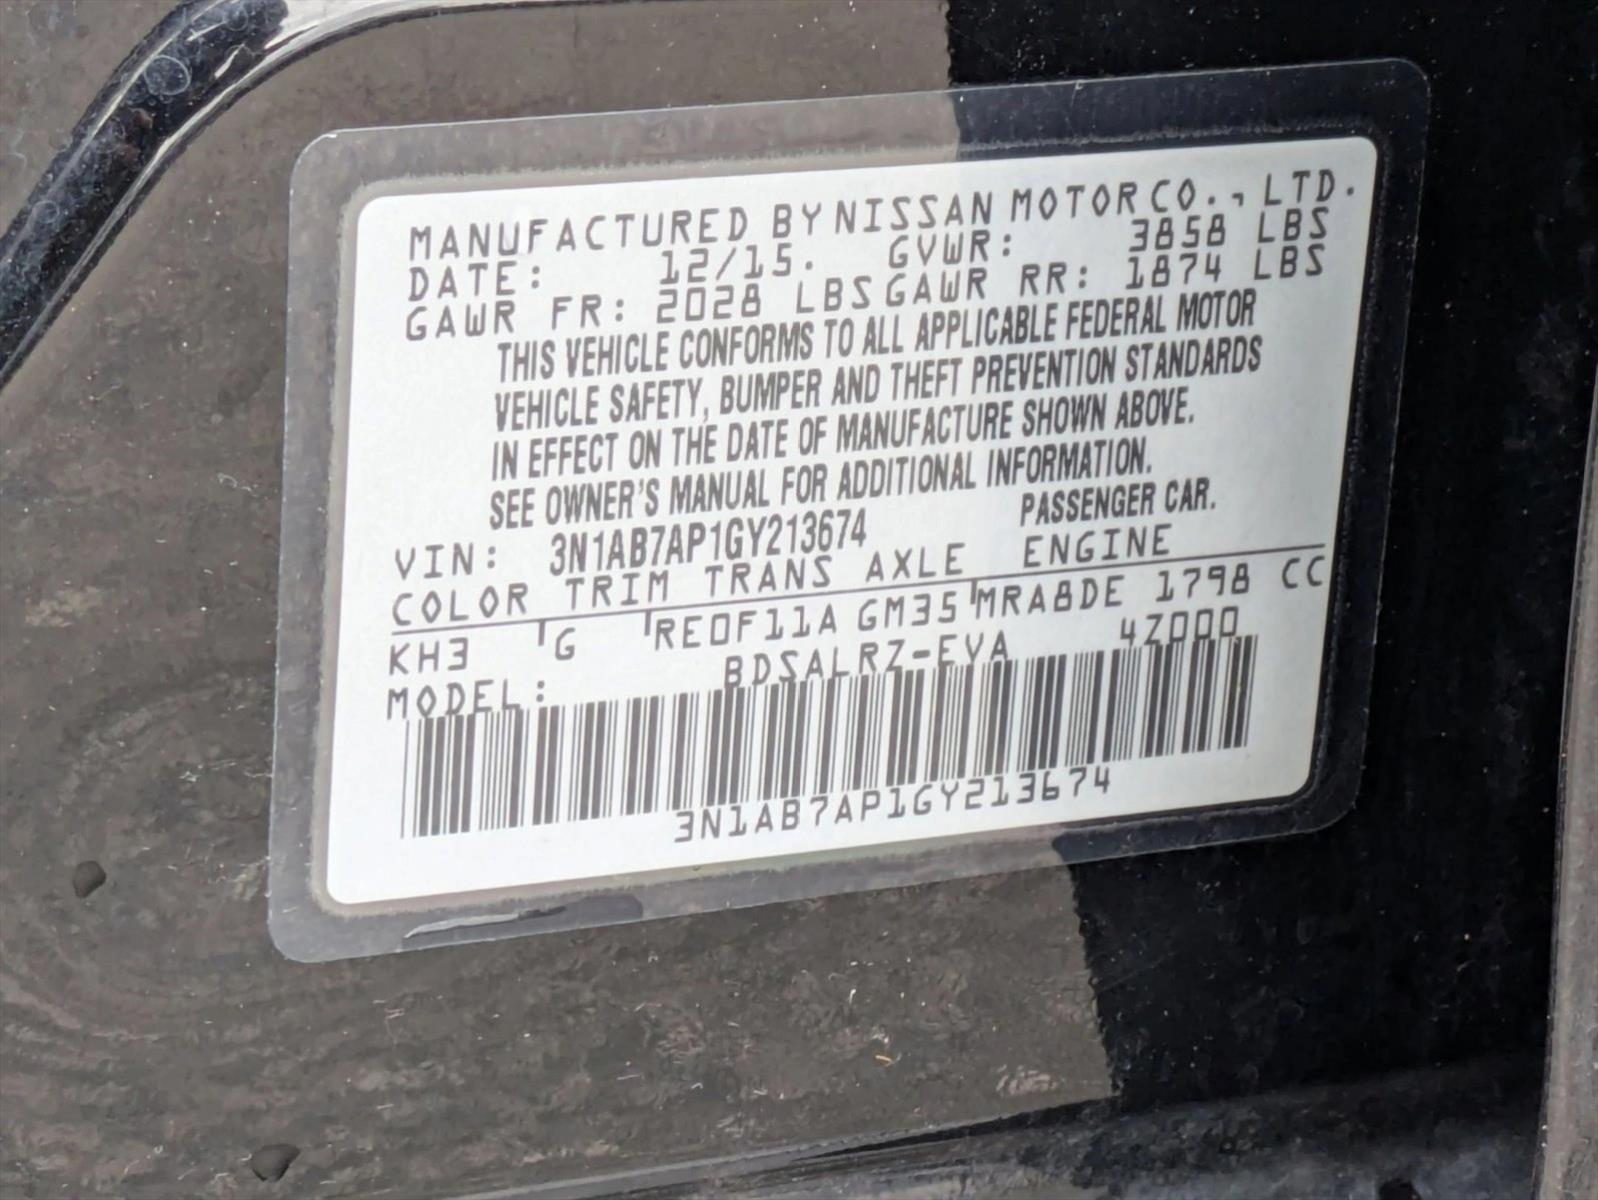 MANUFACTURED BY NISSAN MOTOR CO., LTD.
DATE: 12/15. GVWR: 3858 LBS
GAWR FR: 2028 LBS GAWR RR: 1874 LBS
THIS VEHICLE CONFORMS TO ALL APPLICABLE FEDERAL MOTOR
VEHICLE SAFETY, BUMPER AND THEFT PREVENTION STANDARDS
IN EFFECT ON THE DATE OF MANUFACTURE SHOWN ABOVE.
SEE OWNER'S MANUAL FOR ADDITIONAL INFORMATION.
VIN: 3N1AB7AP1GY213674 PASSENGER CAR.
COLOR TRIM TRANS AXLE ENGINE
KH3 G RE0F11A GM35 MRA8DE 1798 CC
MODEL: BDSALRZ-EVA 4Z000
3N1AB7AP1GY213674